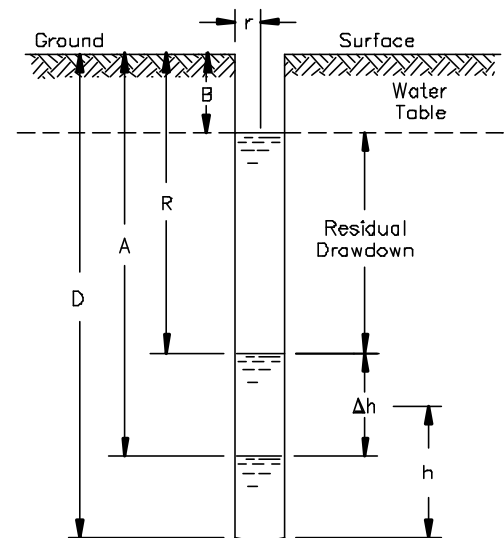 r
Ground
Surface
B
Water
Table
R
Residual
Drawdown
A
D
Δh
h